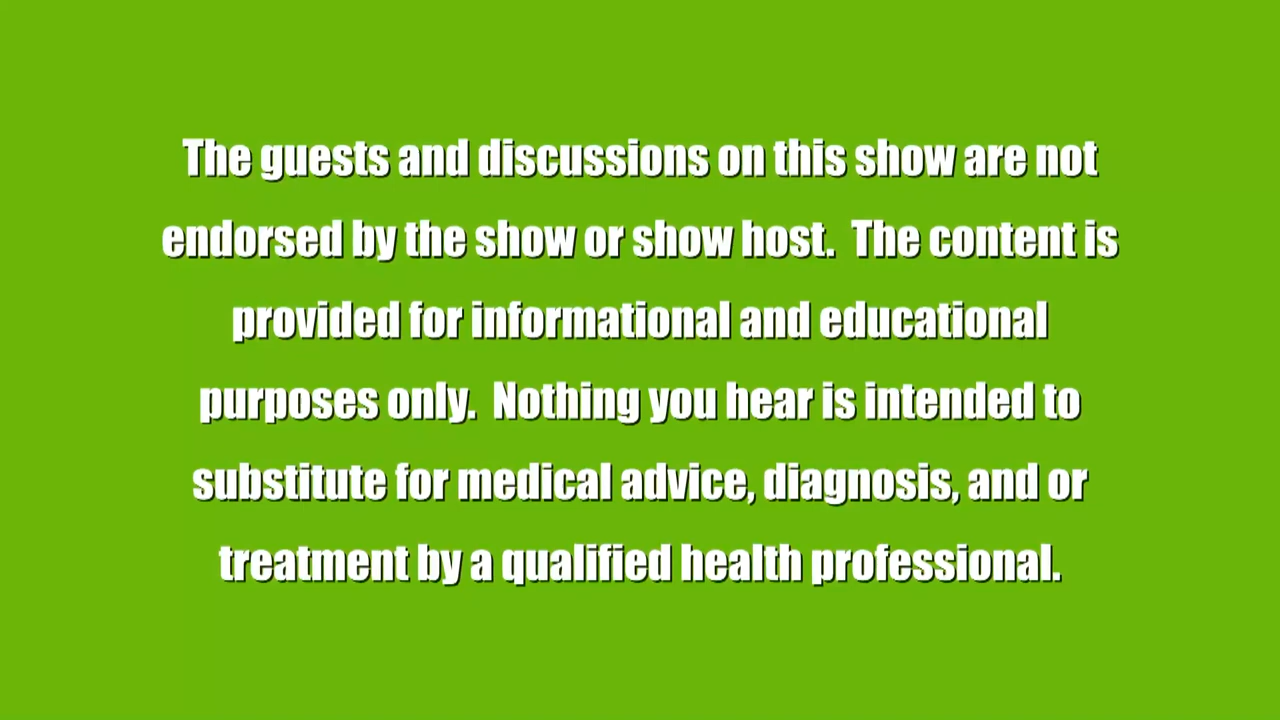 The guests and discussions on this show are not
endorsed by the show or show host.  The content is
provided for informational and educational
purposes only.  Nothing you hear is intended to
substitute for medical advice, diagnosis, and or
treatment by a qualified health professional.